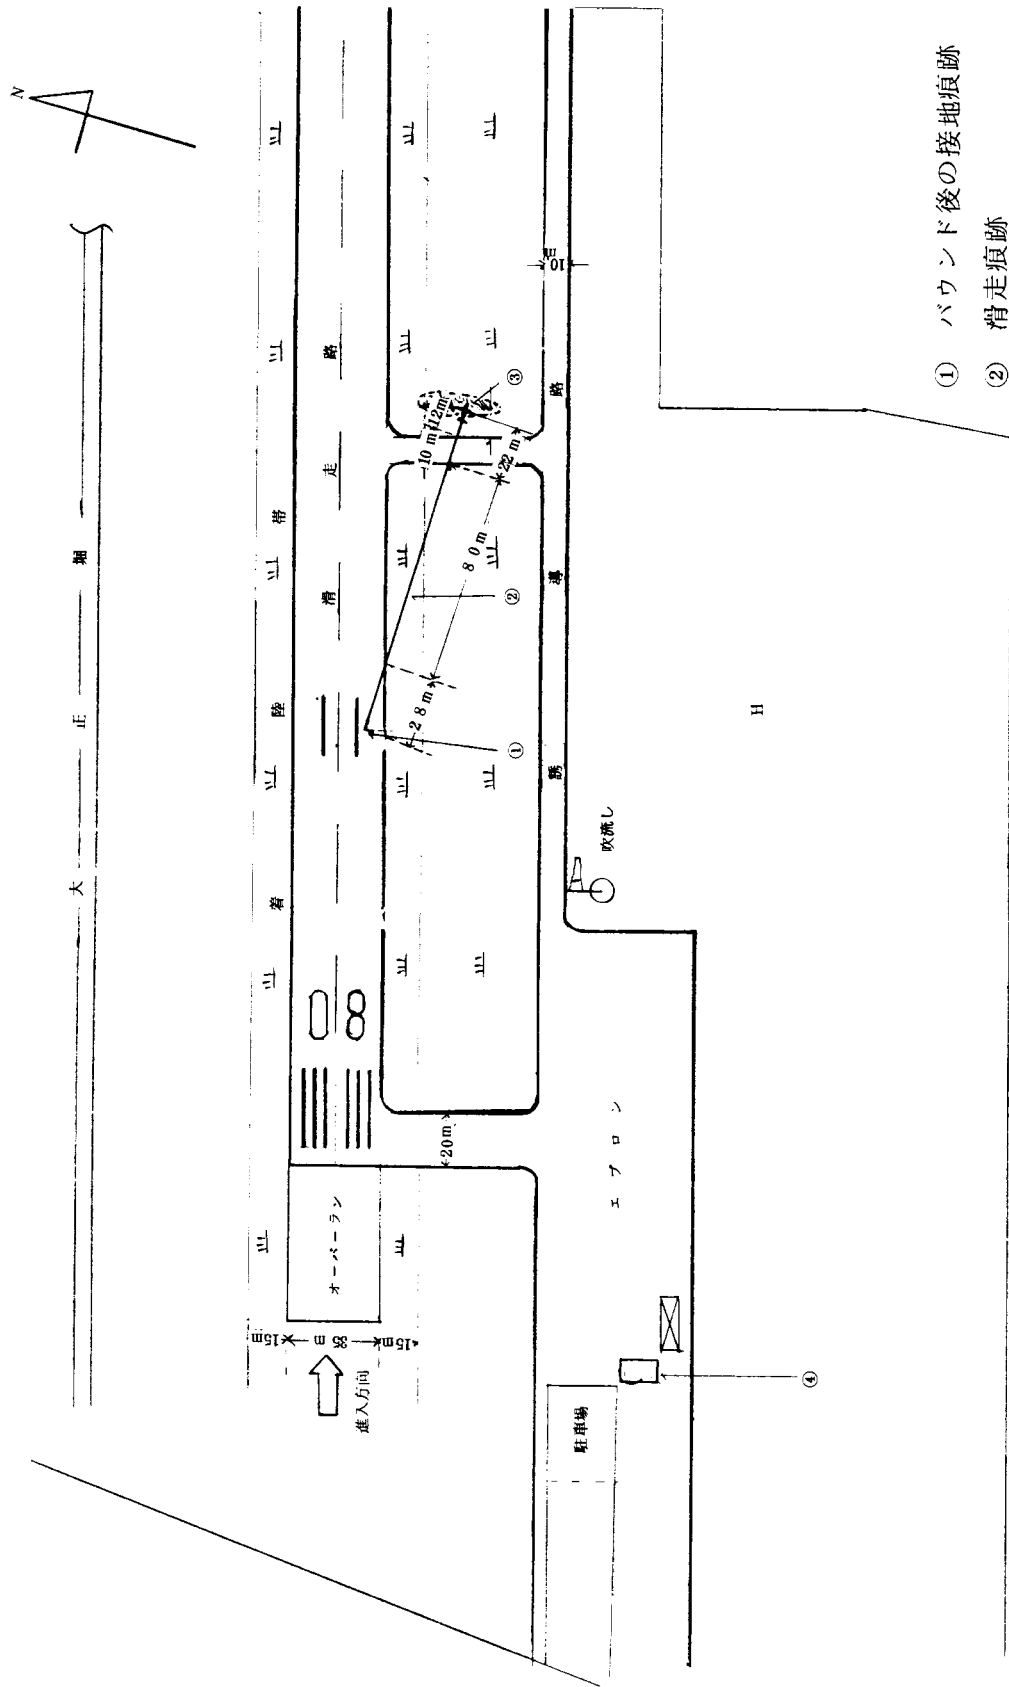 N
大正堀
着陸帯
滑走路
10m
12m
10m
③
22m
80m
②
28m
①
誘導路
吹流し
H
20m
オーバーラン
エプロン
15m
35m
15m
進入方向
駐車場
④
① バウンド後の接地痕跡
② 滑走痕跡